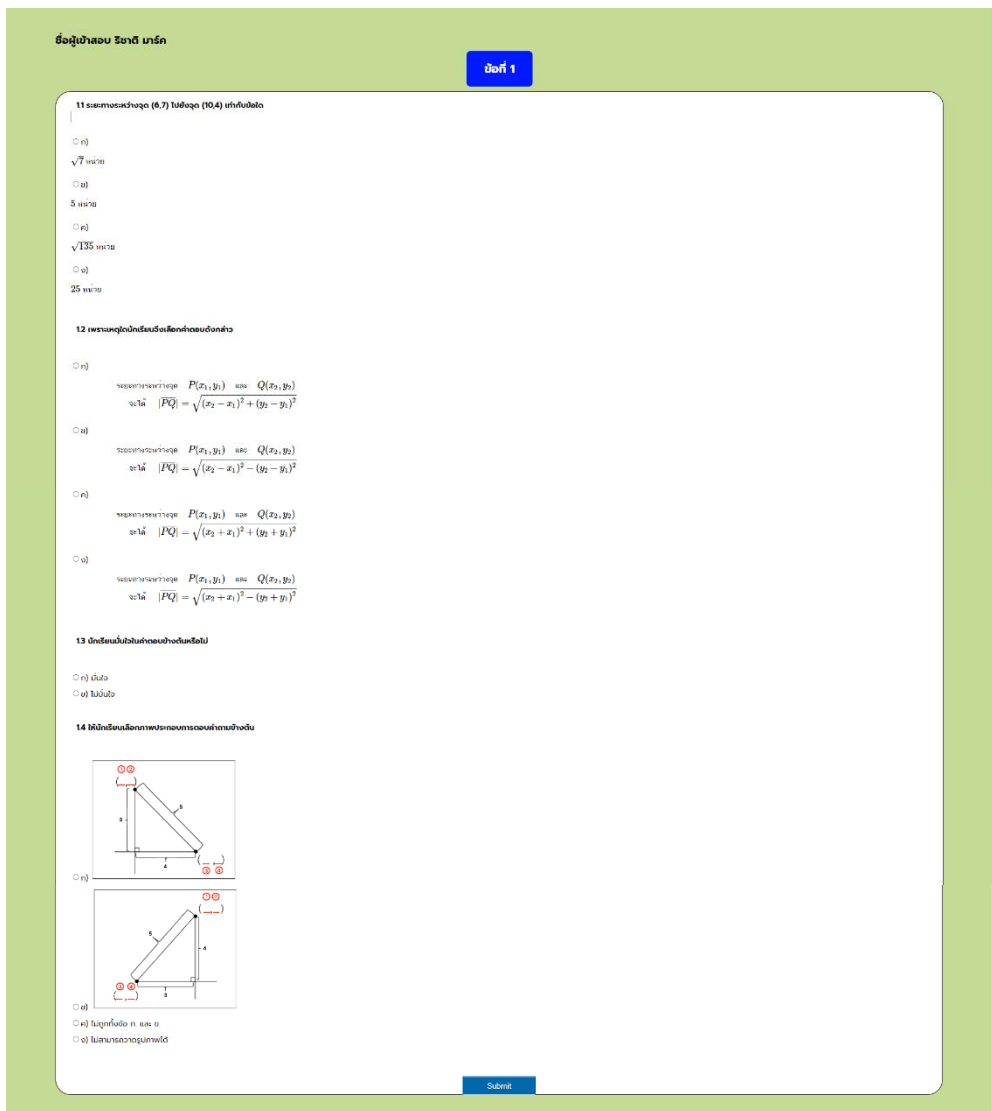 ชื่อผู้เข้าสอบ ริชาติ มาร์ค
ข้อที่ 1
1.1 ระยะทางระหว่างจุด (6,7) ไปยังจุด (10,4) เท่ากับข้อใด
ก)
√7 หน่วย
ข)
5 หน่วย
ค)
√135 หน่วย
ง)
25 หน่วย
1.2 เพราะเหตุใดนักเรียนจึงเลือกคำตอบดังกล่าว
ก)
ระยะทางระหว่างจุด P(x₁, y₁) และ Q(x₂, y₂)
จะได้ |P̅Q̅| = √((x₂ − x₁)² + (y₂ − y₁)²)
ข)
ระยะทางระหว่างจุด P(x₁, y₁) และ Q(x₂, y₂)
จะได้ |P̅Q̅| = √((x₂ − x₁)² − (y₂ − y₁)²)
ค)
ระยะทางระหว่างจุด P(x₁, y₁) และ Q(x₂, y₂)
จะได้ |P̅Q̅| = √((x₂ + x₁)² + (y₂ + y₁)²)
ง)
ระยะทางระหว่างจุด P(x₁, y₁) และ Q(x₂, y₂)
จะได้ |P̅Q̅| = √((x₂ + x₁)² − (y₂ + y₁)²)
1.3 นักเรียนมั่นใจในคำตอบข้างต้นหรือไม่
ก) มั่นใจ
ข) ไม่มั่นใจ
1.4 ให้นักเรียนเลือกภาพประกอบการตอบคำถามข้างต้น
① ②
(__,__)
5
3
4
(__,__)
③ ④
ก)
① ②
(__,__)
5
4
③ ④
(__,__)
3
ข)
ค) ไม่ถูกทั้งข้อ ก. และ ข
ง) ไม่สามารถวาดรูปภาพได้
Submit